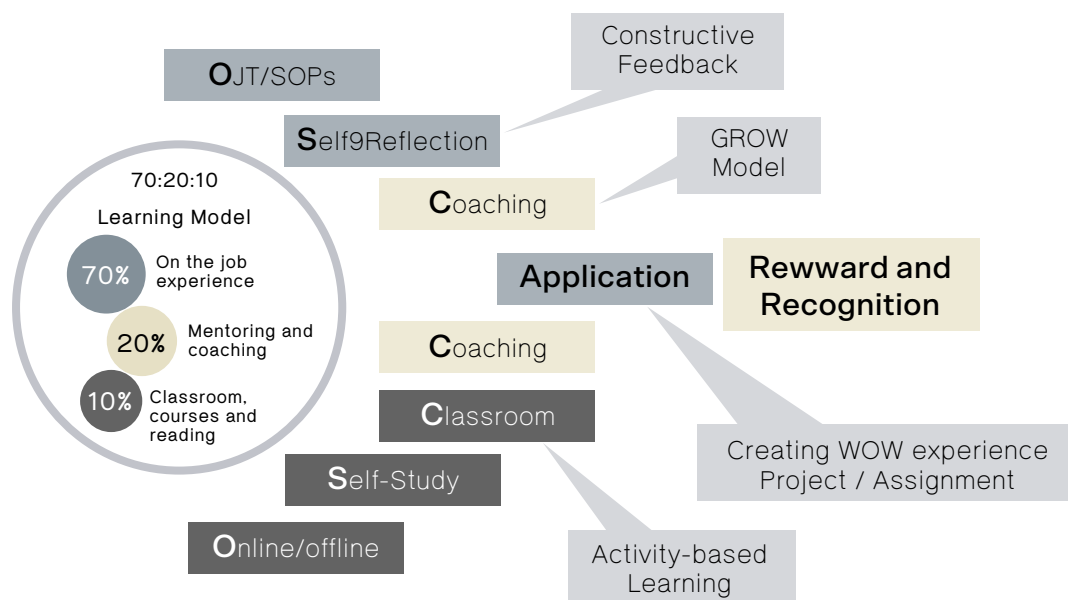 OJT/SOPs
Constructive
Feedback
Self9Reflection
GROW
Model
Coaching
70:20:10
Learning Model
70%
On the job
experience
20%
Mentoring and
coaching
10%
Classroom,
courses and
reading
Application
Rewward and
Recognition
Coaching
Classroom
Creating WOW experience
Project / Assignment
Self-Study
Online/offline
Activity-based
Learning